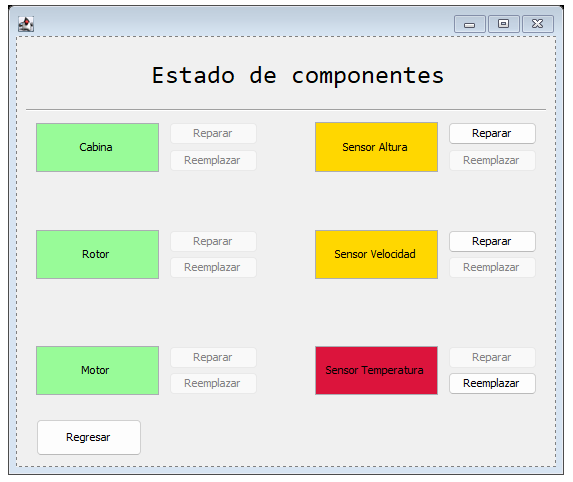 Estado de componentes
Cabina
Reparar
Reemplazar
Sensor Altura
Reparar
Reemplazar
Rotor
Reparar
Reemplazar
Sensor Velocidad
Reparar
Reemplazar
Motor
Reparar
Reemplazar
Sensor Temperatura
Reparar
Reemplazar
Regresar